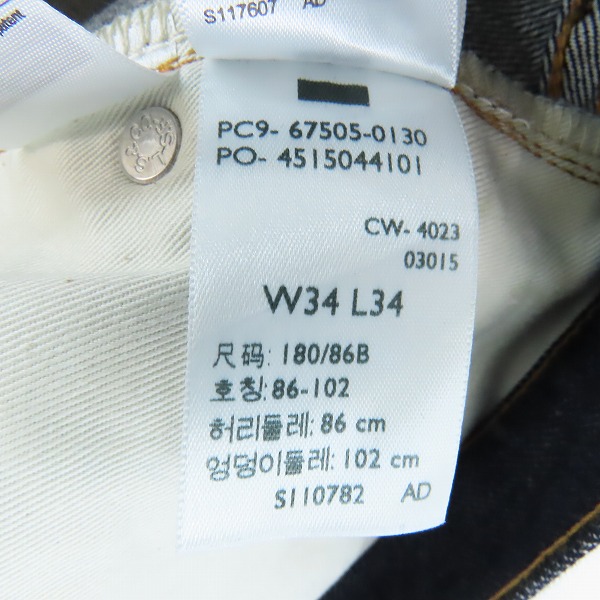 S117607 AD
PC9- 67505-0130
PO- 4515044101
CW- 4023
03015
W34 L34
尺码: 180/86B
호칭: 86-102
허리둘레: 86 cm
엉덩이둘레: 102 cm
S110782 AD